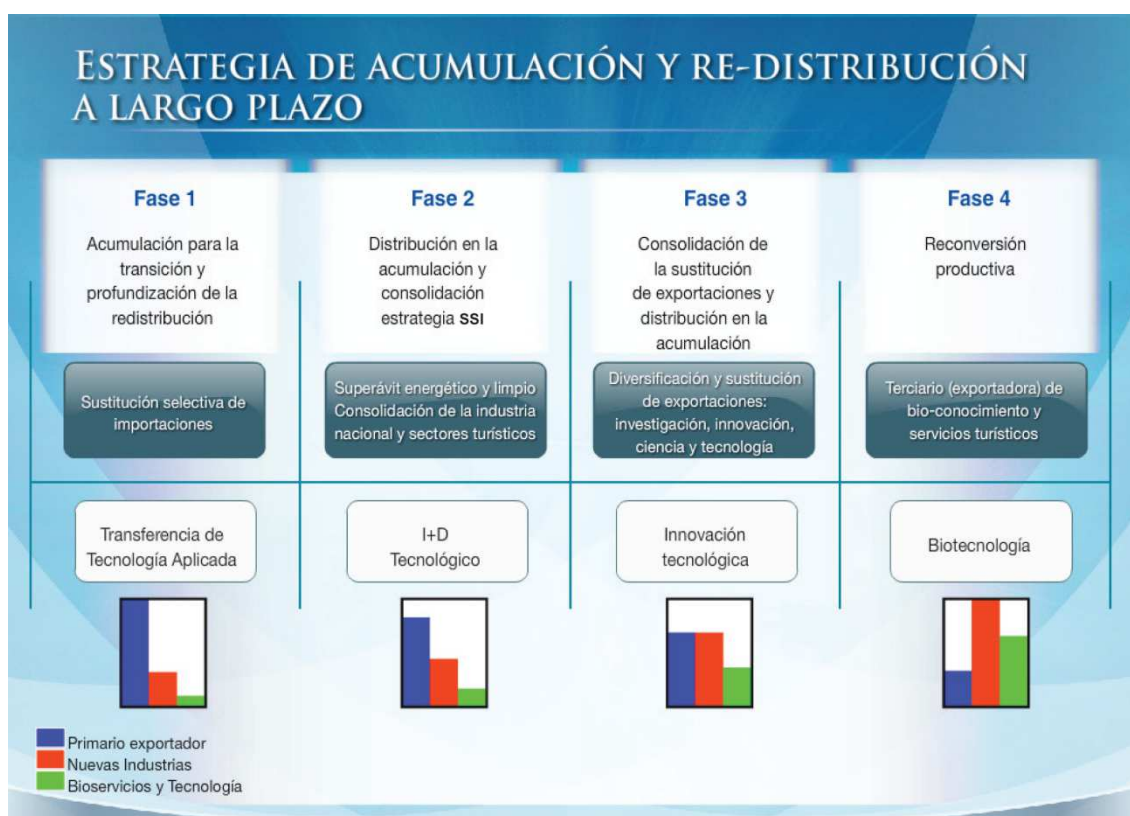 ESTRATEGIA DE ACUMULACIÓN Y RE-DISTRIBUCIÓN
A LARGO PLAZO
Fase 1
Acumulación para la
transición y
profundización de la
redistribución
Sustitución selectiva de
importaciones
Transferencia de
Tecnología Aplicada
Fase 2
Distribución en la
acumulación y
consolidación
estrategia SSI
Superávit energético y limpio
Consolidación de la industria
nacional y sectores turísticos
I+D
Tecnológico
Fase 3
Consolidación de
la sustitución
de exportaciones y
distribución en la
acumulación
Diversificación y sustitución
de exportaciones:
investigación, innovación,
ciencia y tecnología
Innovación
tecnológica
Fase 4
Reconversión
productiva
Terciario (exportadora) de
bio-conocimiento y
servicios turísticos
Biotecnología
Primario exportador
Nuevas Industrias
Bioservicios y Tecnología